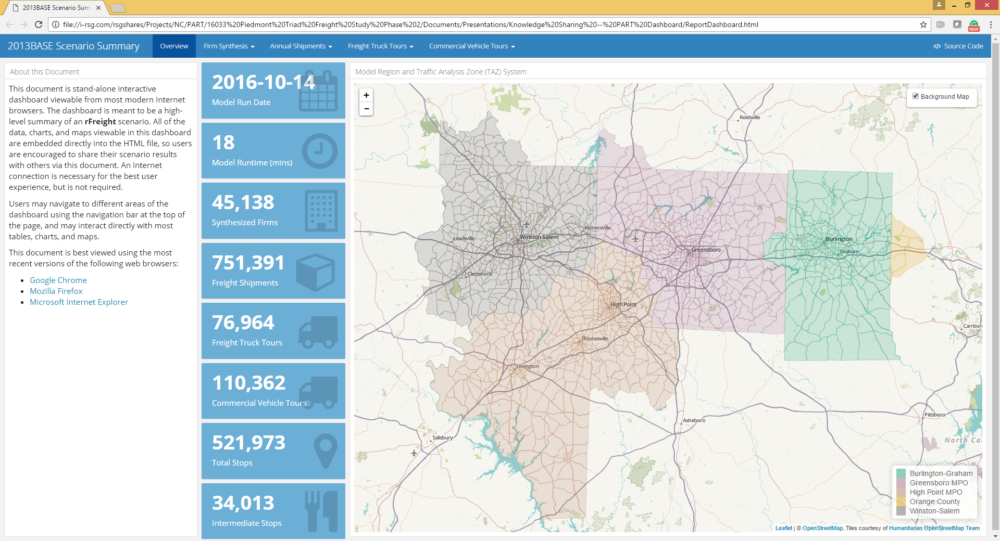 2013BASE Scenario Sum
file://i-rsg.com/rsgshares/Projects/NC/PART/16033%20Piedmont%20Triad%20Freight%20Study%20Phase%202/Documents/Presentations/Knowledge%20Sharing%20--%20PART%20Dashboard/ReportDashboard.html
NEW
2013BASE Scenario Summary
Overview
Firm Synthesis
Annual Shipments
Freight Truck Tours
Commercial Vehicle Tours
</> Source Code
About this Document
This document is stand-alone interactive
dashboard viewable from most modern Internet
browsers. The dashboard is meant to be a high-
level summary of an rFreight scenario. All of the
data, charts, and maps viewable in this dashboard
are embedded directly into the HTML file, so users
are encouraged to share their scenario results
with others via this document. An Internet
connection is necessary for the best user
experience, but is not required.
Users may navigate to different areas of the
dashboard using the navigation bar at the top of
the page, and may interact directly with most
tables, charts, and maps.
This document is best viewed using the most
recent versions of the following web browsers:
• Google Chrome
• Mozilla Firefox
• Microsoft Internet Explorer
2016-10-14
Model Run Date
18
Model Runtime (mins)
45,138
Synthesized Firms
751,391
Freight Shipments
76,964
Freight Truck Tours
110,362
Commercial Vehicle Tours
521,973
Total Stops
34,013
Intermediate Stops
Model Region and Traffic Analysis Zone (TAZ) System
+
−
Background Map
Reidsville
Kernersville
Lewisville
Winston-Salem
Burlington
Greensboro
Graham
Clemmons
High Point
Carrboro
Thomasville
Lexington
Pittsboro
Asheboro
Salisbury
North Ca
Burlington-Graham
Greensboro MPO
High Point MPO
Orange County
Winston-Salem
Leaflet | © OpenStreetMap, Tiles courtesy of Humanitarian OpenStreetMap Team